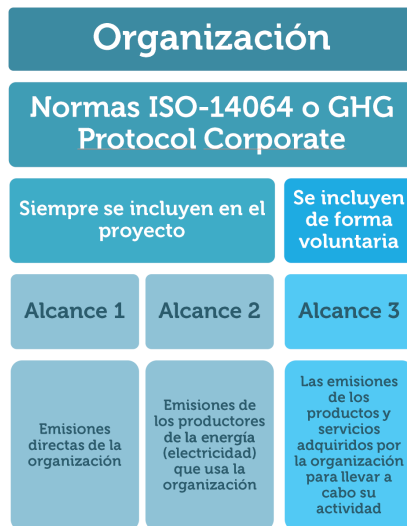 Organización
Normas ISO-14064 o GHG
Protocol Corporate
Siempre se incluyen en el
proyecto
Se incluyen
de forma
voluntaria
Alcance 1
Alcance 2
Alcance 3
Emisiones
directas de la
organización
Emisiones de
los productores
de la energía
(electricidad)
que usa la
organización
Las emisiones
de los
productos y
servicios
adquiridos por
la organización
para llevar a
cabo su
actividad